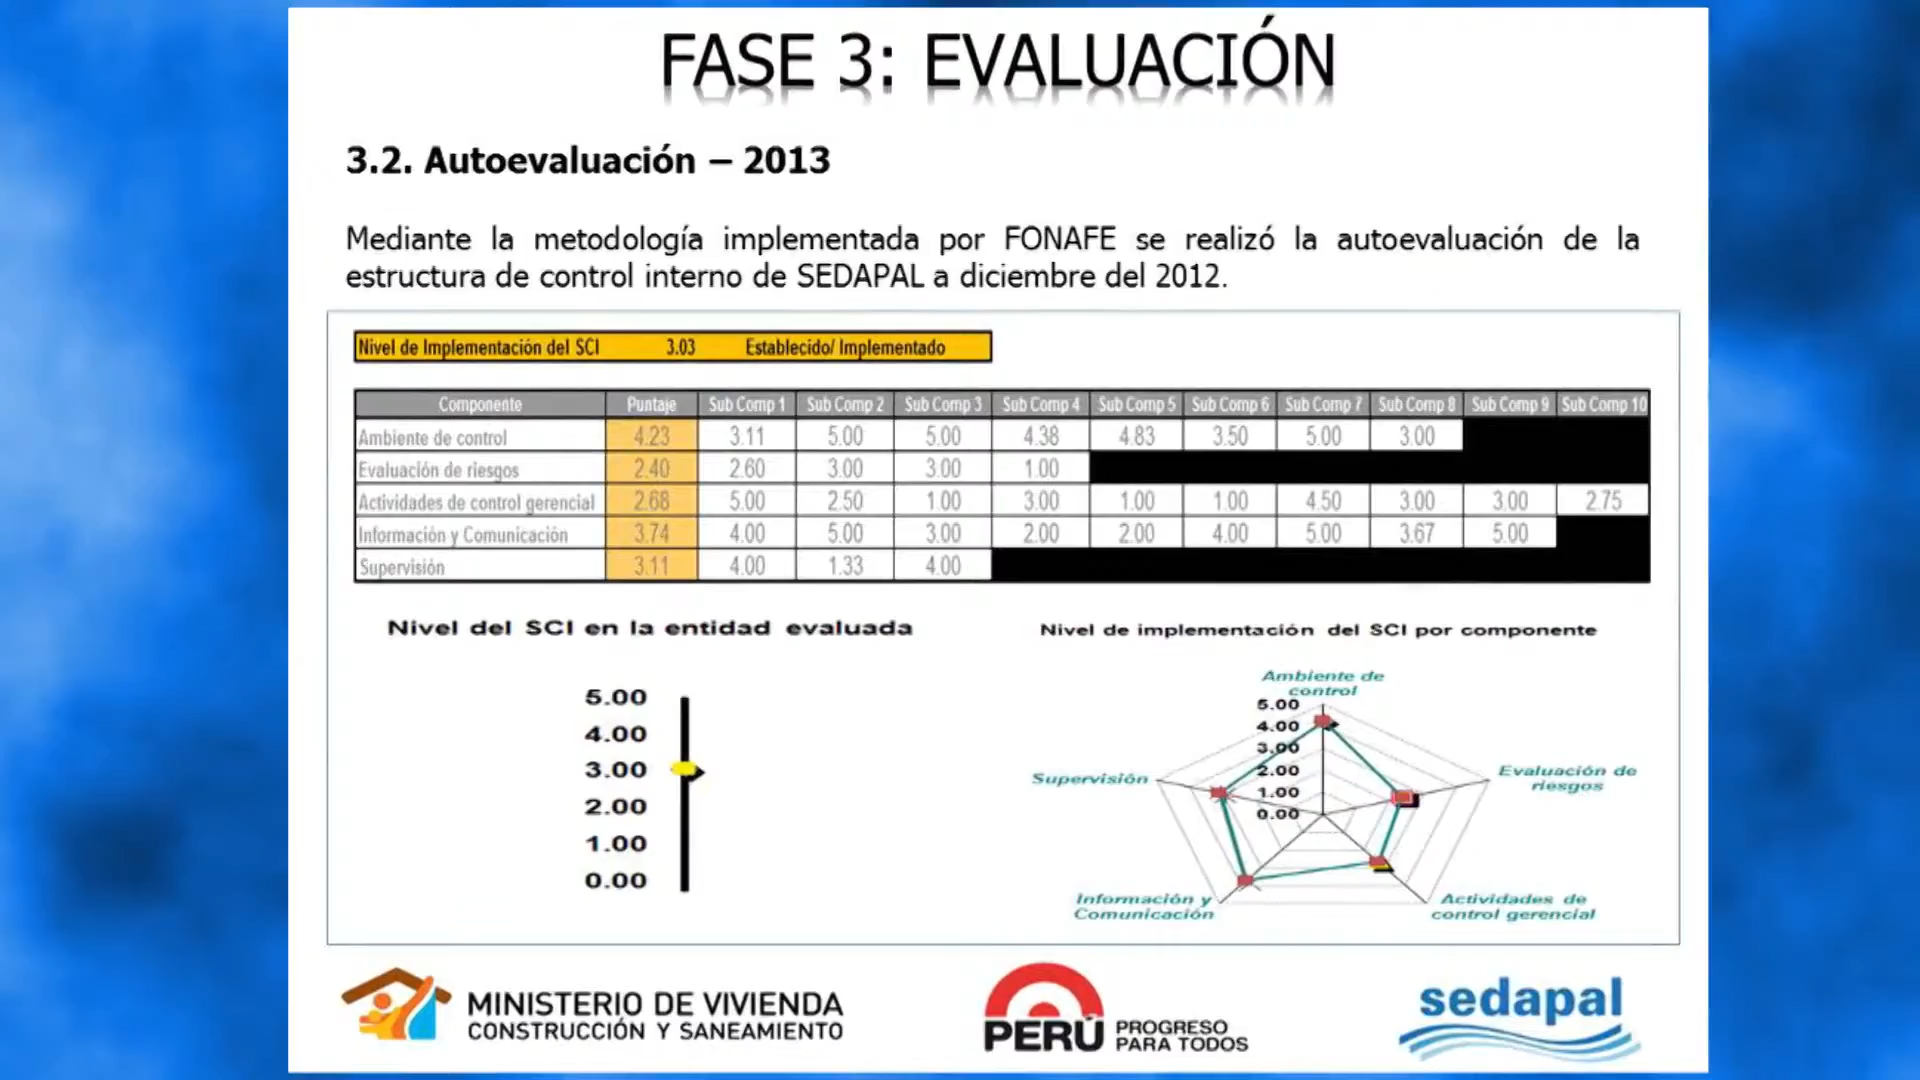 FASE 3: EVALUACIÓN
3.2. Autoevaluación – 2013
Mediante la metodología implementada por FONAFE se realizó la autoevaluación de la
estructura de control interno de SEDAPAL a diciembre del 2012.
Nivel de Implementación del SCI 3.03 Establecido/ Implementado
Componente Puntaje Sub Comp 1 Sub Comp 2 Sub Comp 3 Sub Comp 4 Sub Comp 5 Sub Comp 6 Sub Comp 7 Sub Comp 8 Sub Comp 9 Sub Comp 10
Ambiente de control 4.23 3.11 5.00 5.00 4.38 4.83 3.50 5.00 3.00
Evaluación de riesgos 2.40 2.60 3.00 3.00 1.00
Actividades de control gerencial 2.68 5.00 2.50 1.00 3.00 1.00 1.00 4.50 3.00 3.00 2.75
Información y Comunicación 3.74 4.00 5.00 3.00 2.00 2.00 4.00 5.00 3.67 5.00
Supervisión 3.11 4.00 1.33 4.00
Nivel del SCI en la entidad evaluada
5.00
4.00
3.00
2.00
1.00
0.00
Nivel de implementación del SCI por componente
Ambiente de
control
5.00
4.00
3.00
2.00
1.00
0.00
Supervisión
Evaluación de
riesgos
Información y
Comunicación
Actividades de
control gerencial
MINISTERIO DE VIVIENDA
CONSTRUCCIÓN Y SANEAMIENTO
PERÚ PROGRESO
PARA TODOS
sedapal